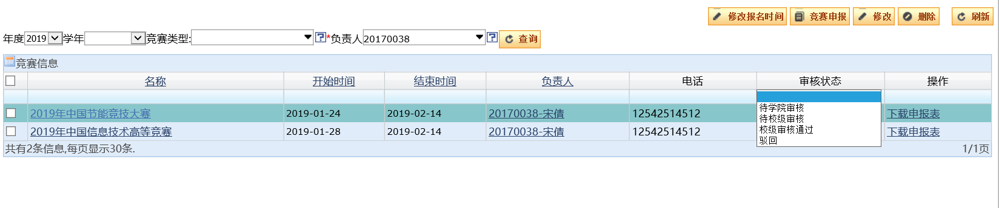 修改报名时间 竞赛申报 修改 删除 刷新
年度 2019 学年 竞赛类型: ? *负责人 20170038 ? 查询
竞赛信息
名称 开始时间 结束时间 负责人 电话 审核状态 操作
2019年中国节能竞技大赛 2019-01-24 2019-02-14 20170038-宋倩 12542514512 下载申报表
2019年中国信息技术高等竞赛 2019-01-28 2019-02-14 20170038-宋倩 12542514512 下载申报表
待学院审核
待校级审核
校级审核通过
驳回
共有2条信息,每页显示30条. 1/1页